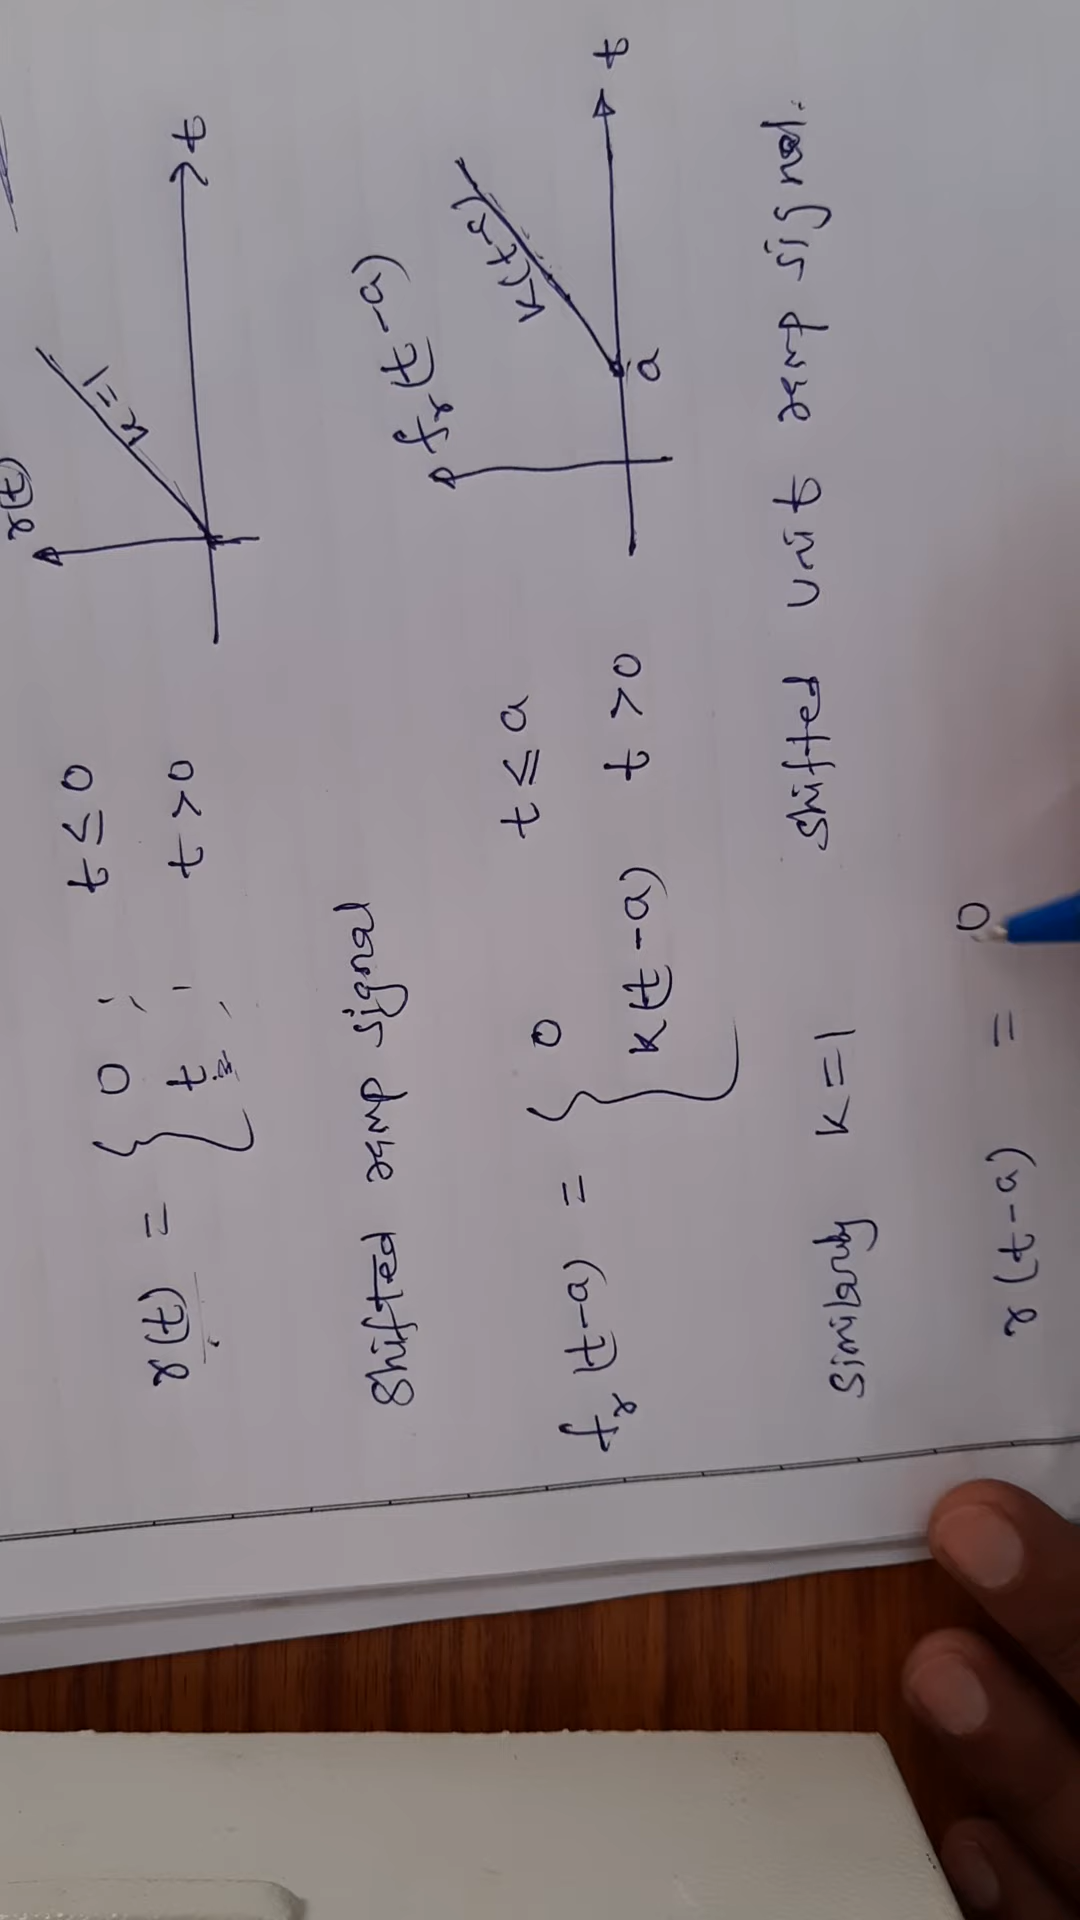 r(t)
K=1
t
r(t) = { 0 ; t ≤ 0
t ; t > 0
Shifted ramp signal
fr(t-a)
K(t-a)
a
t
fr(t-a) = { 0 t ≤ a
K(t-a) t > 0
Similarly K=1 Shifted unit ramp signal.
r(t-a) = 0